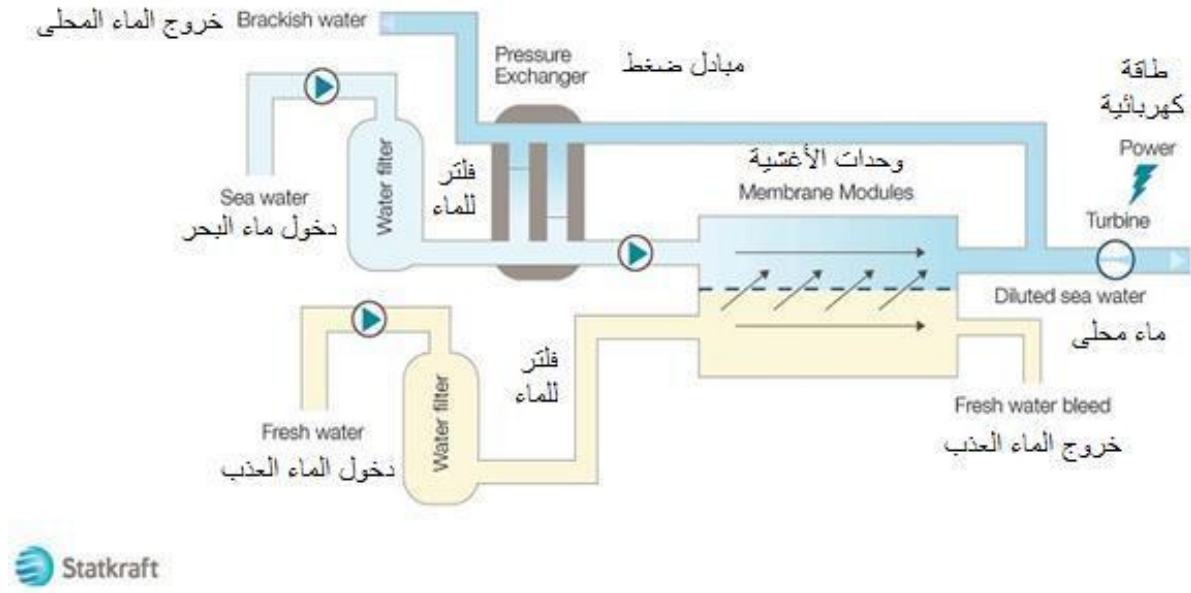 خروج الماء المحلى
Brackish water
Pressure
Exchanger
مبادل ضغط
طاقة
كهربائية
Power
Turbine
Sea water
دخول ماء البحر
Water filter
فلتر
للماء
وحدات الأغشية
Membrane Modules
Diluted sea water
ماء محلى
Fresh water
دخول الماء العذب
Water filter
فلتر
للماء
Fresh water bleed
خروج الماء العذب
Statkraft